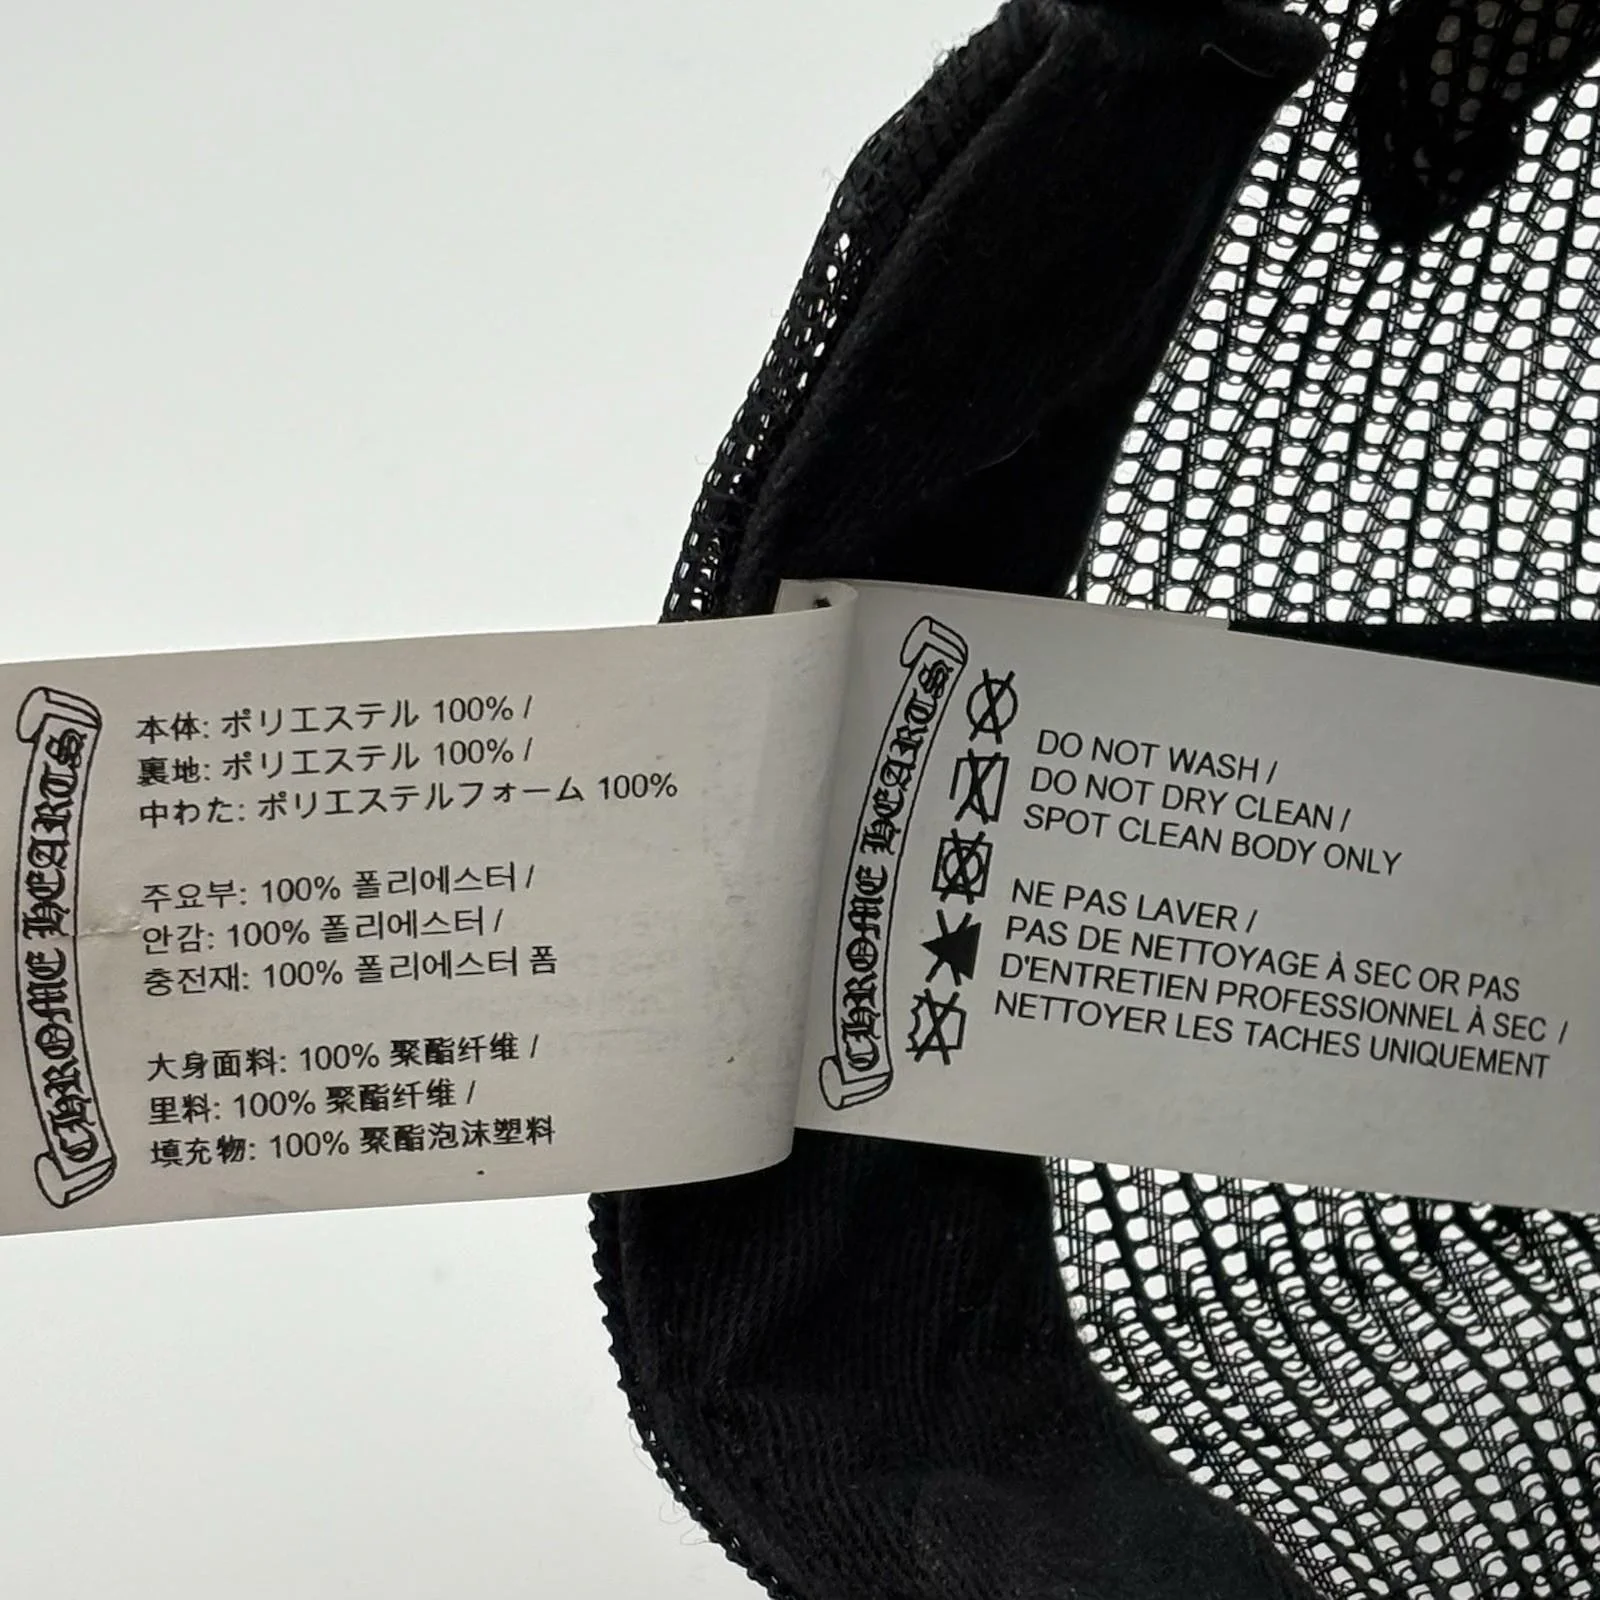 CHROME HEARTS
本体: ポリエステル 100% /
裏地: ポリエステル 100% /
中わた: ポリエステルフォーム 100%
주요부: 100% 폴리에스터 /
안감: 100% 폴리에스터 /
충전재: 100% 폴리에스터 폼
大身面料: 100% 聚酯纤维 /
里料: 100% 聚酯纤维 /
填充物: 100% 聚酯泡沫塑料
CHROME HEARTS
DO NOT WASH /
DO NOT DRY CLEAN /
SPOT CLEAN BODY ONLY
NE PAS LAVER /
PAS DE NETTOYAGE À SEC OR PAS
D'ENTRETIEN PROFESSIONNEL À SEC /
NETTOYER LES TACHES UNIQUEMENT